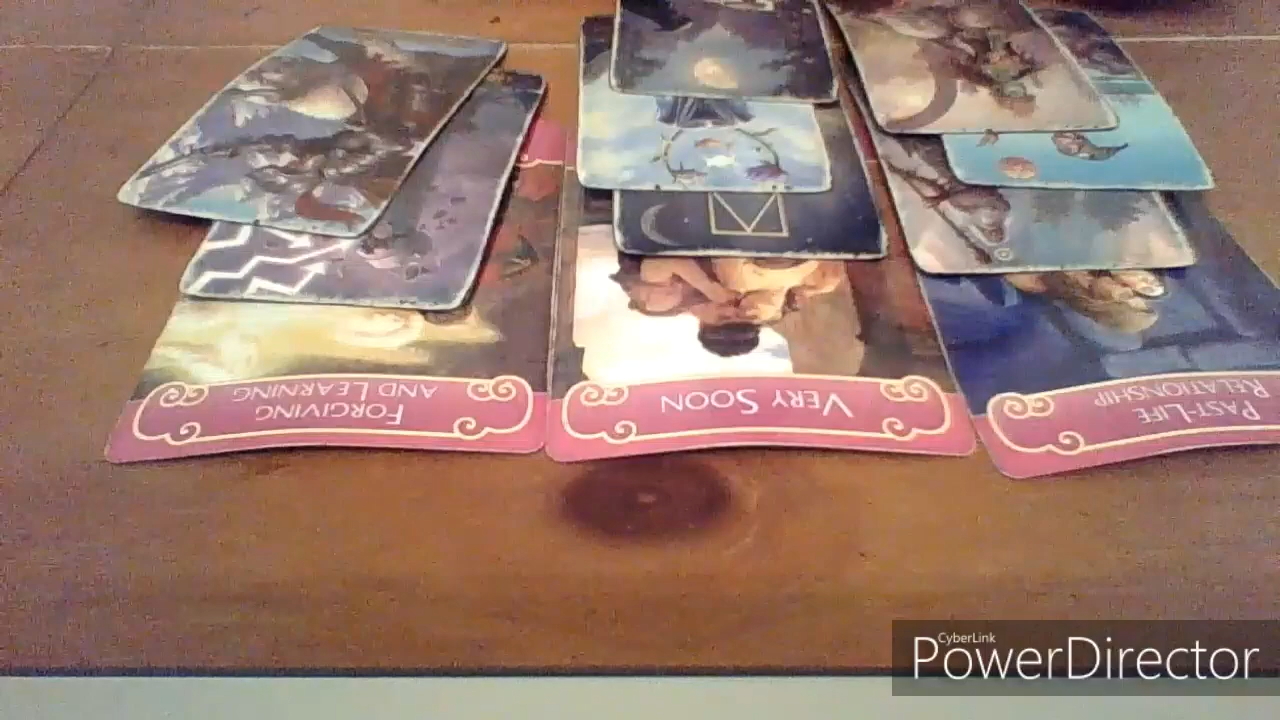 FORGIVING
AND LEARNING
VERY SOON
PAST-LIFE
RELATIONSHIP
CyberLink
PowerDirector